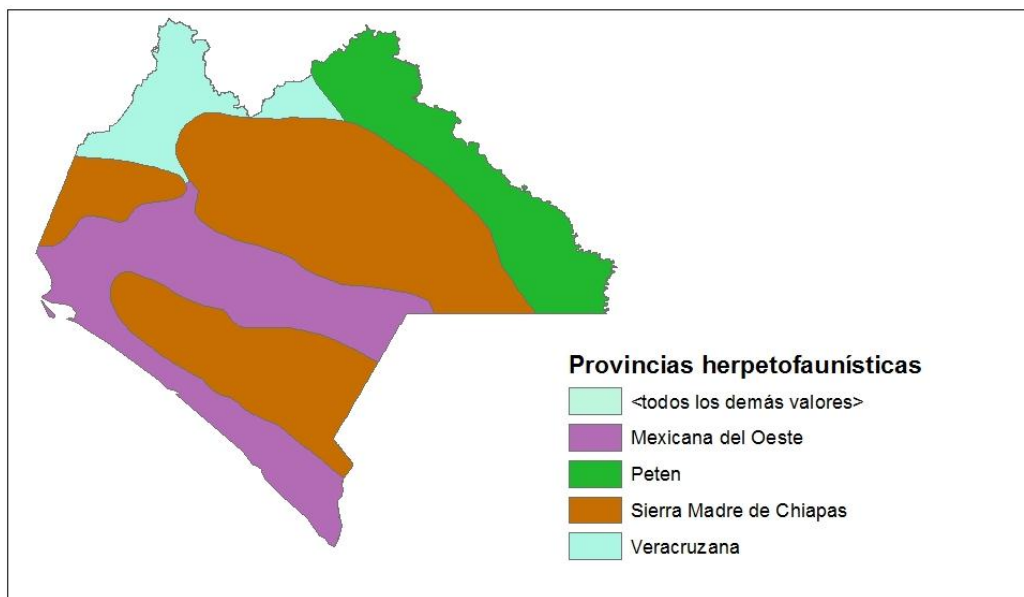 Provincias herpetofaunísticas
<todos los demás valores>
Mexicana del Oeste
Peten
Sierra Madre de Chiapas
Veracruzana